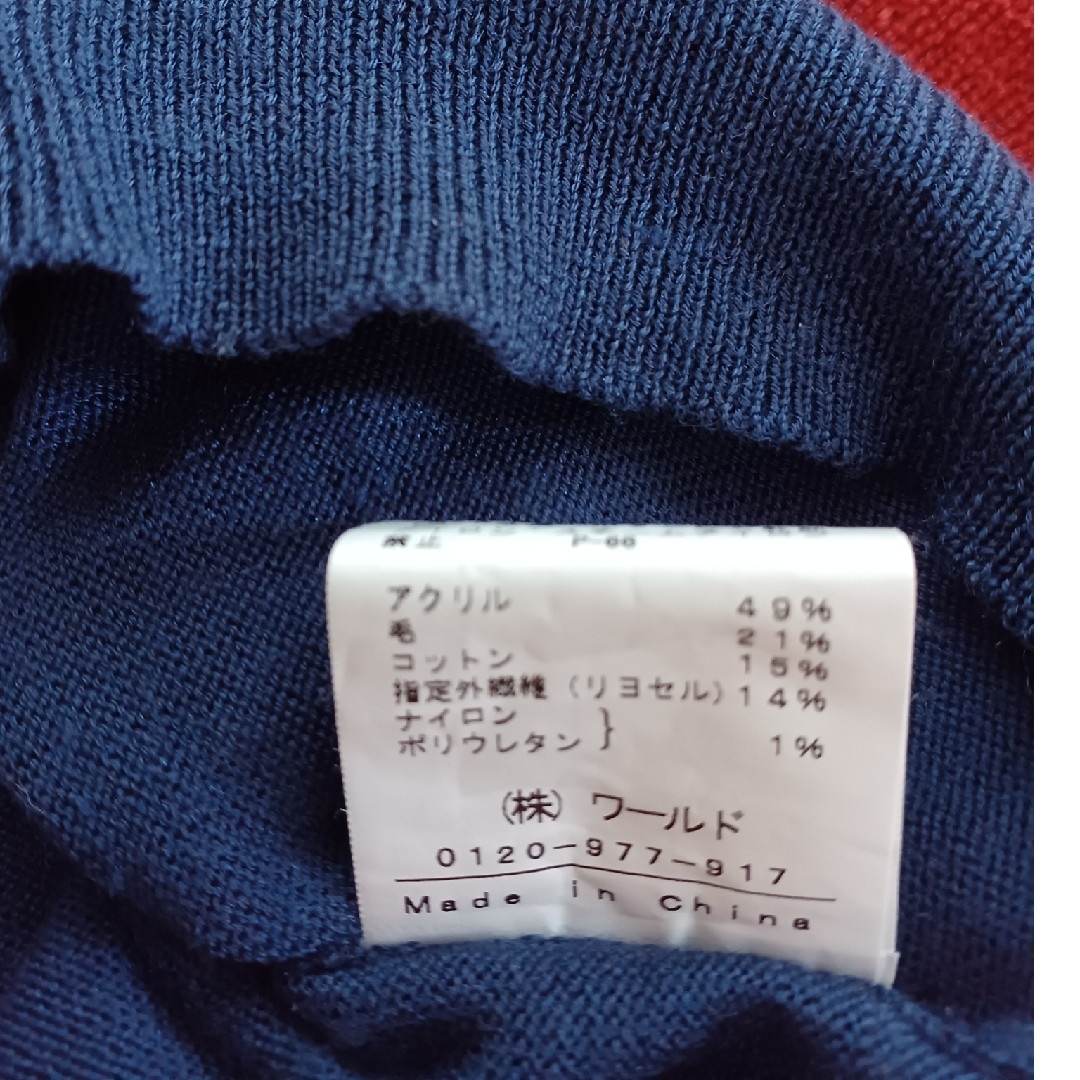 禁止
アクリル 49%
毛 21%
コットン 15%
指定外繊維(リヨセル)14%
ナイロン
ポリウレタン } 1%
(株) ワールド
0120-977-917
Made in China